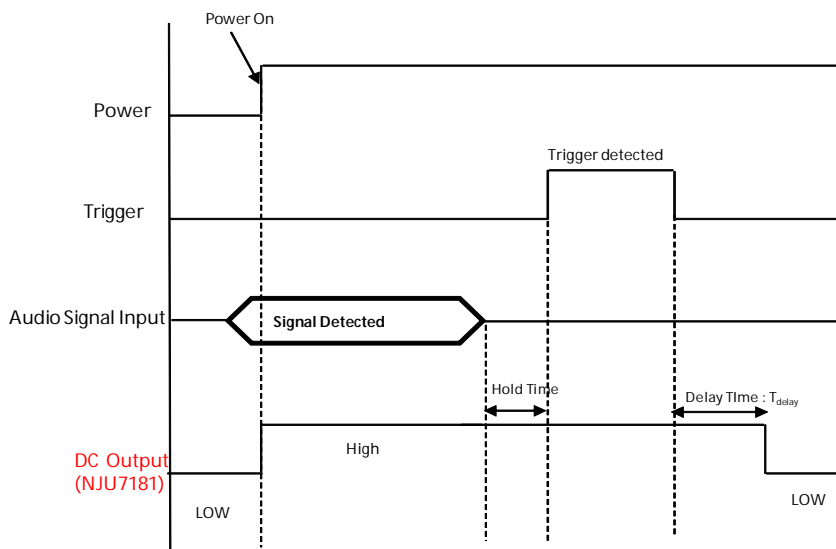 Power On
Power
Trigger detected
Trigger
Audio Signal Input
Signal Detected
Hold Time
Delay TIme : Tdelay
High
DC Output
(NJU7181)
LOW
LOW